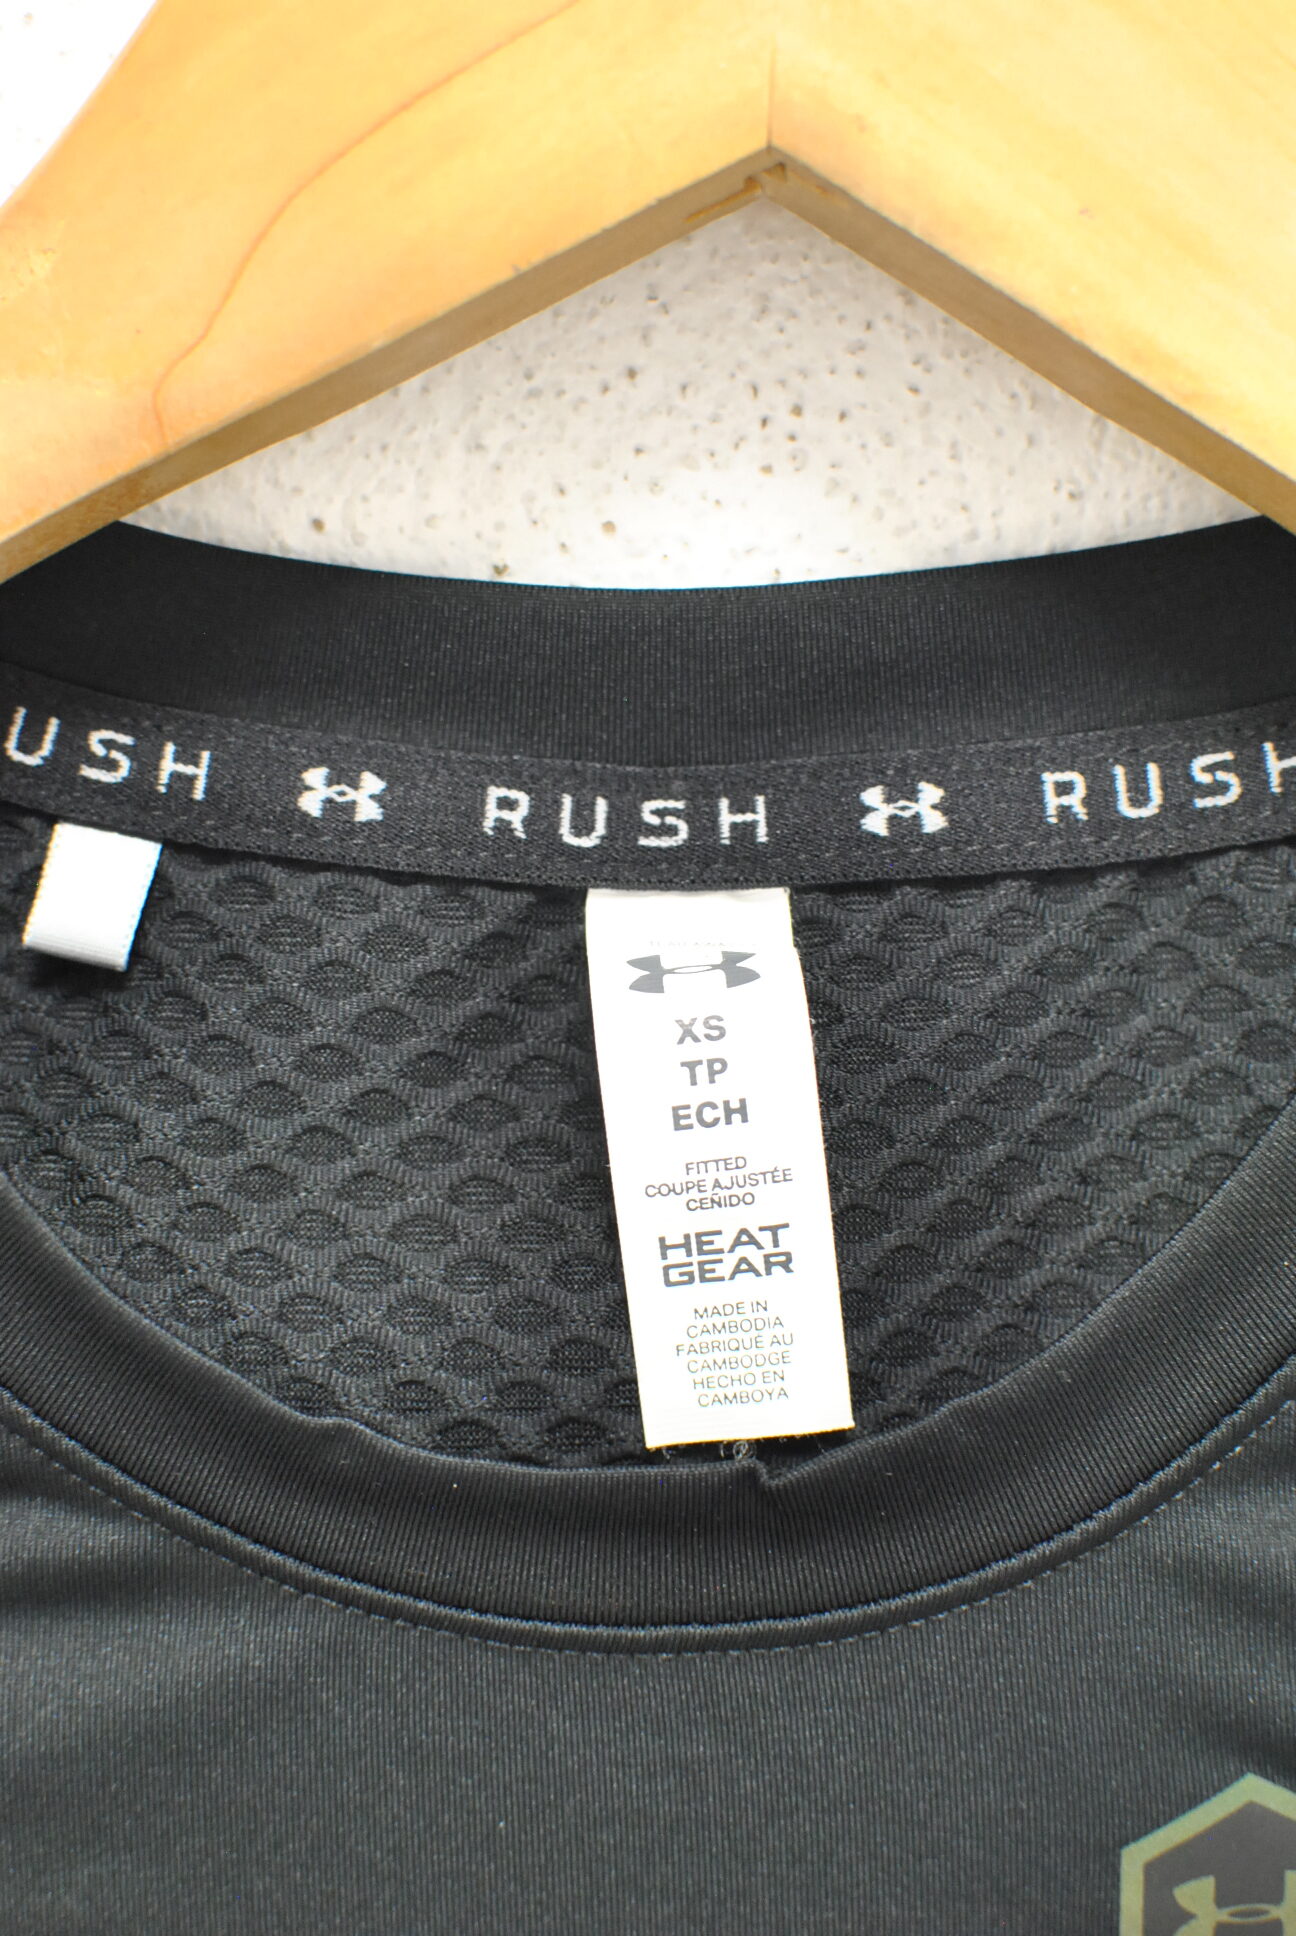 USH RUSH RUSH
XS
TP
ECH
FITTED
COUPE AJUSTÉE
CEÑIDO
HEAT
GEAR
MADE IN
CAMBODIA
FABRIQUÉ AU
CAMBODGE
HECHO EN
CAMBOYA